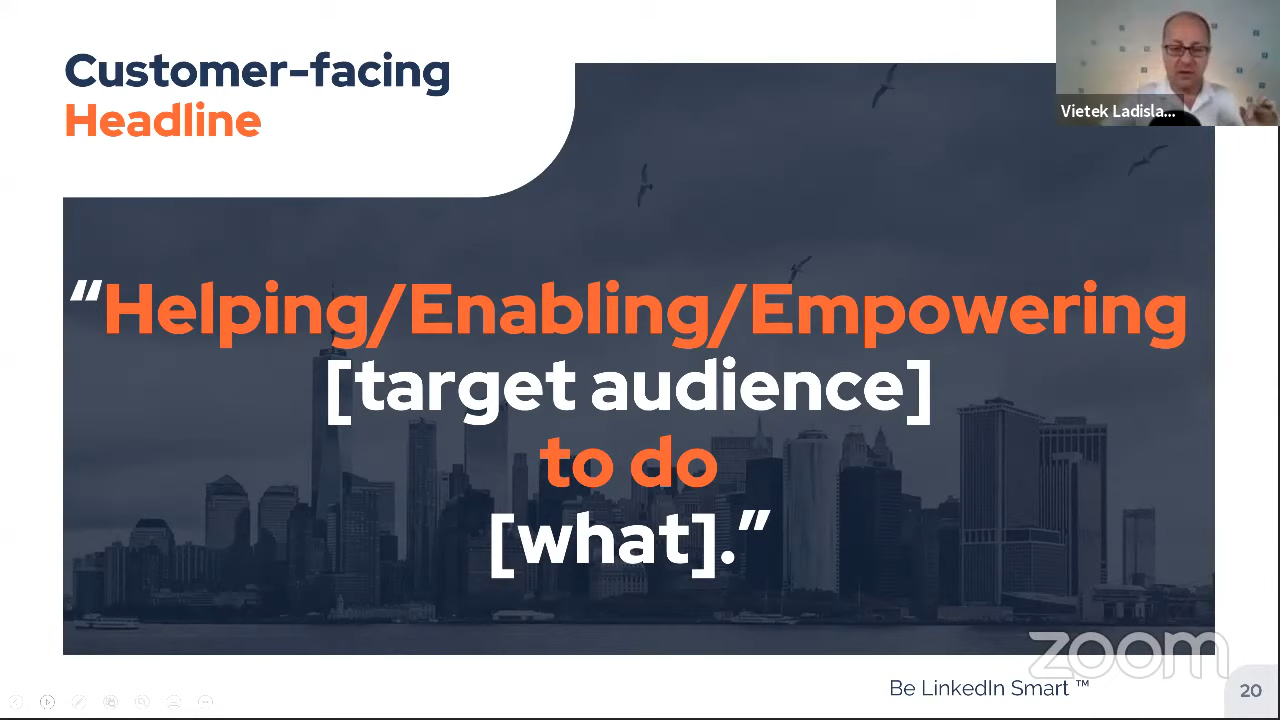 Customer-facing
Headline
Vietek Ladisla...
“Helping/Enabling/Empowering
[target audience]
to do
[what].”
zoom
Be LinkedIn Smart ™
20